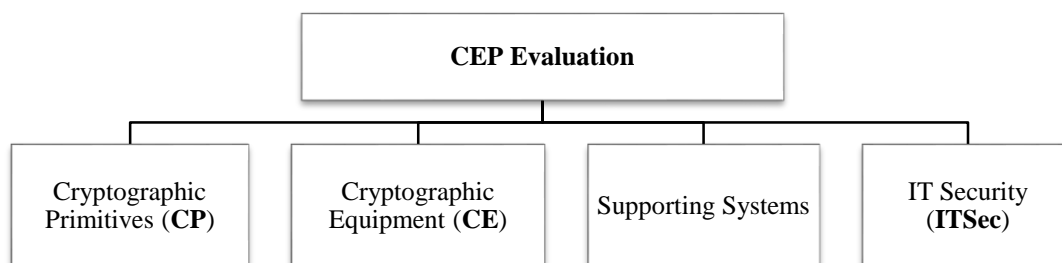 CEP Evaluation
Cryptographic
Primitives (CP)
Cryptographic
Equipment (CE)
Supporting Systems
IT Security
(ITSec)